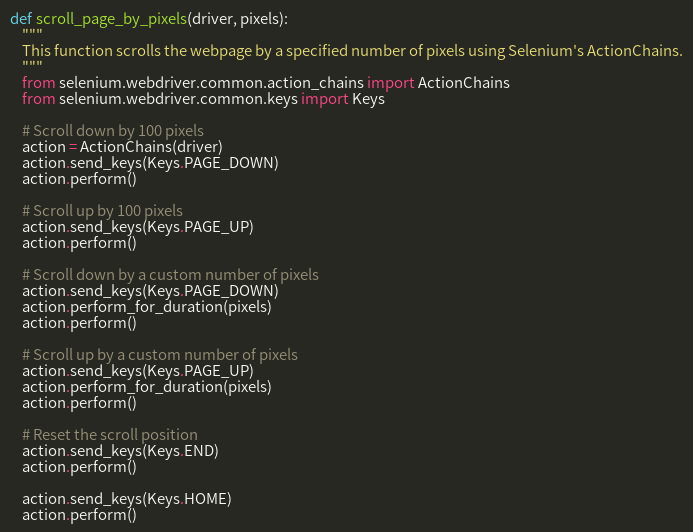 def scroll_page_by_pixels(driver, pixels):
    """
    This function scrolls the webpage by a specified number of pixels using Selenium's ActionChains.
    """
    from selenium.webdriver.common.action_chains import ActionChains
    from selenium.webdriver.common.keys import Keys

    # Scroll down by 100 pixels
    action = ActionChains(driver)
    action.send_keys(Keys.PAGE_DOWN)
    action.perform()

    # Scroll up by 100 pixels
    action.send_keys(Keys.PAGE_UP)
    action.perform()

    # Scroll down by a custom number of pixels
    action.send_keys(Keys.PAGE_DOWN)
    action.perform_for_duration(pixels)
    action.perform()

    # Scroll up by a custom number of pixels
    action.send_keys(Keys.PAGE_UP)
    action.perform_for_duration(pixels)
    action.perform()

    # Reset the scroll position
    action.send_keys(Keys.END)
    action.perform()

    action.send_keys(Keys.HOME)
    action.perform()